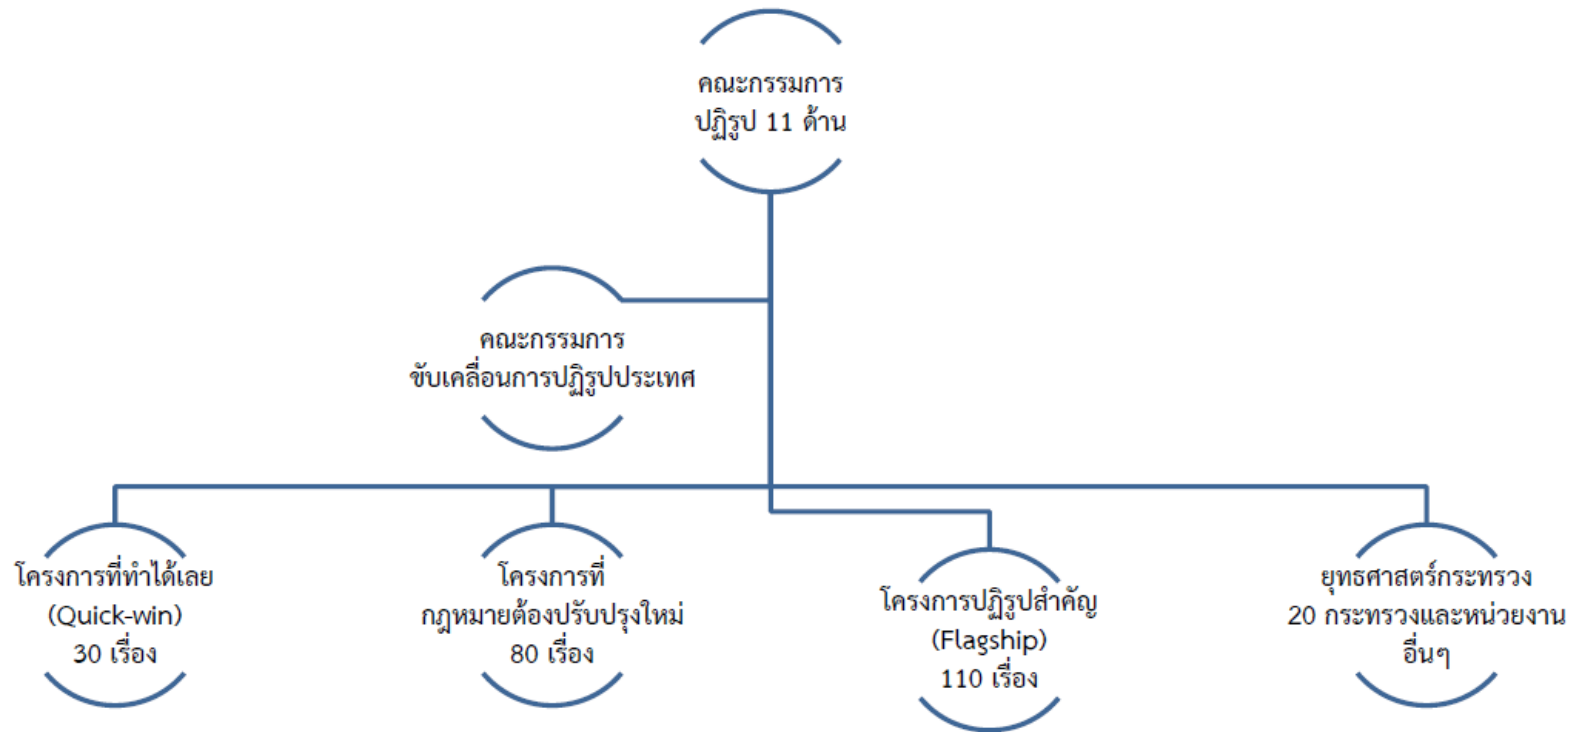 คณะกรรมการ
ปฏิรูป 11 ด้าน
คณะกรรมการ
ขับเคลื่อนการปฏิรูปประเทศ
โครงการที่ทำได้เลย
(Quick-win)
30 เรื่อง
โครงการที่
กฎหมายต้องปรับปรุงใหม่
80 เรื่อง
โครงการปฏิรูปสำคัญ
(Flagship)
110 เรื่อง
ยุทธศาสตร์กระทรวง
20 กระทรวงและหน่วยงาน
อื่นๆ